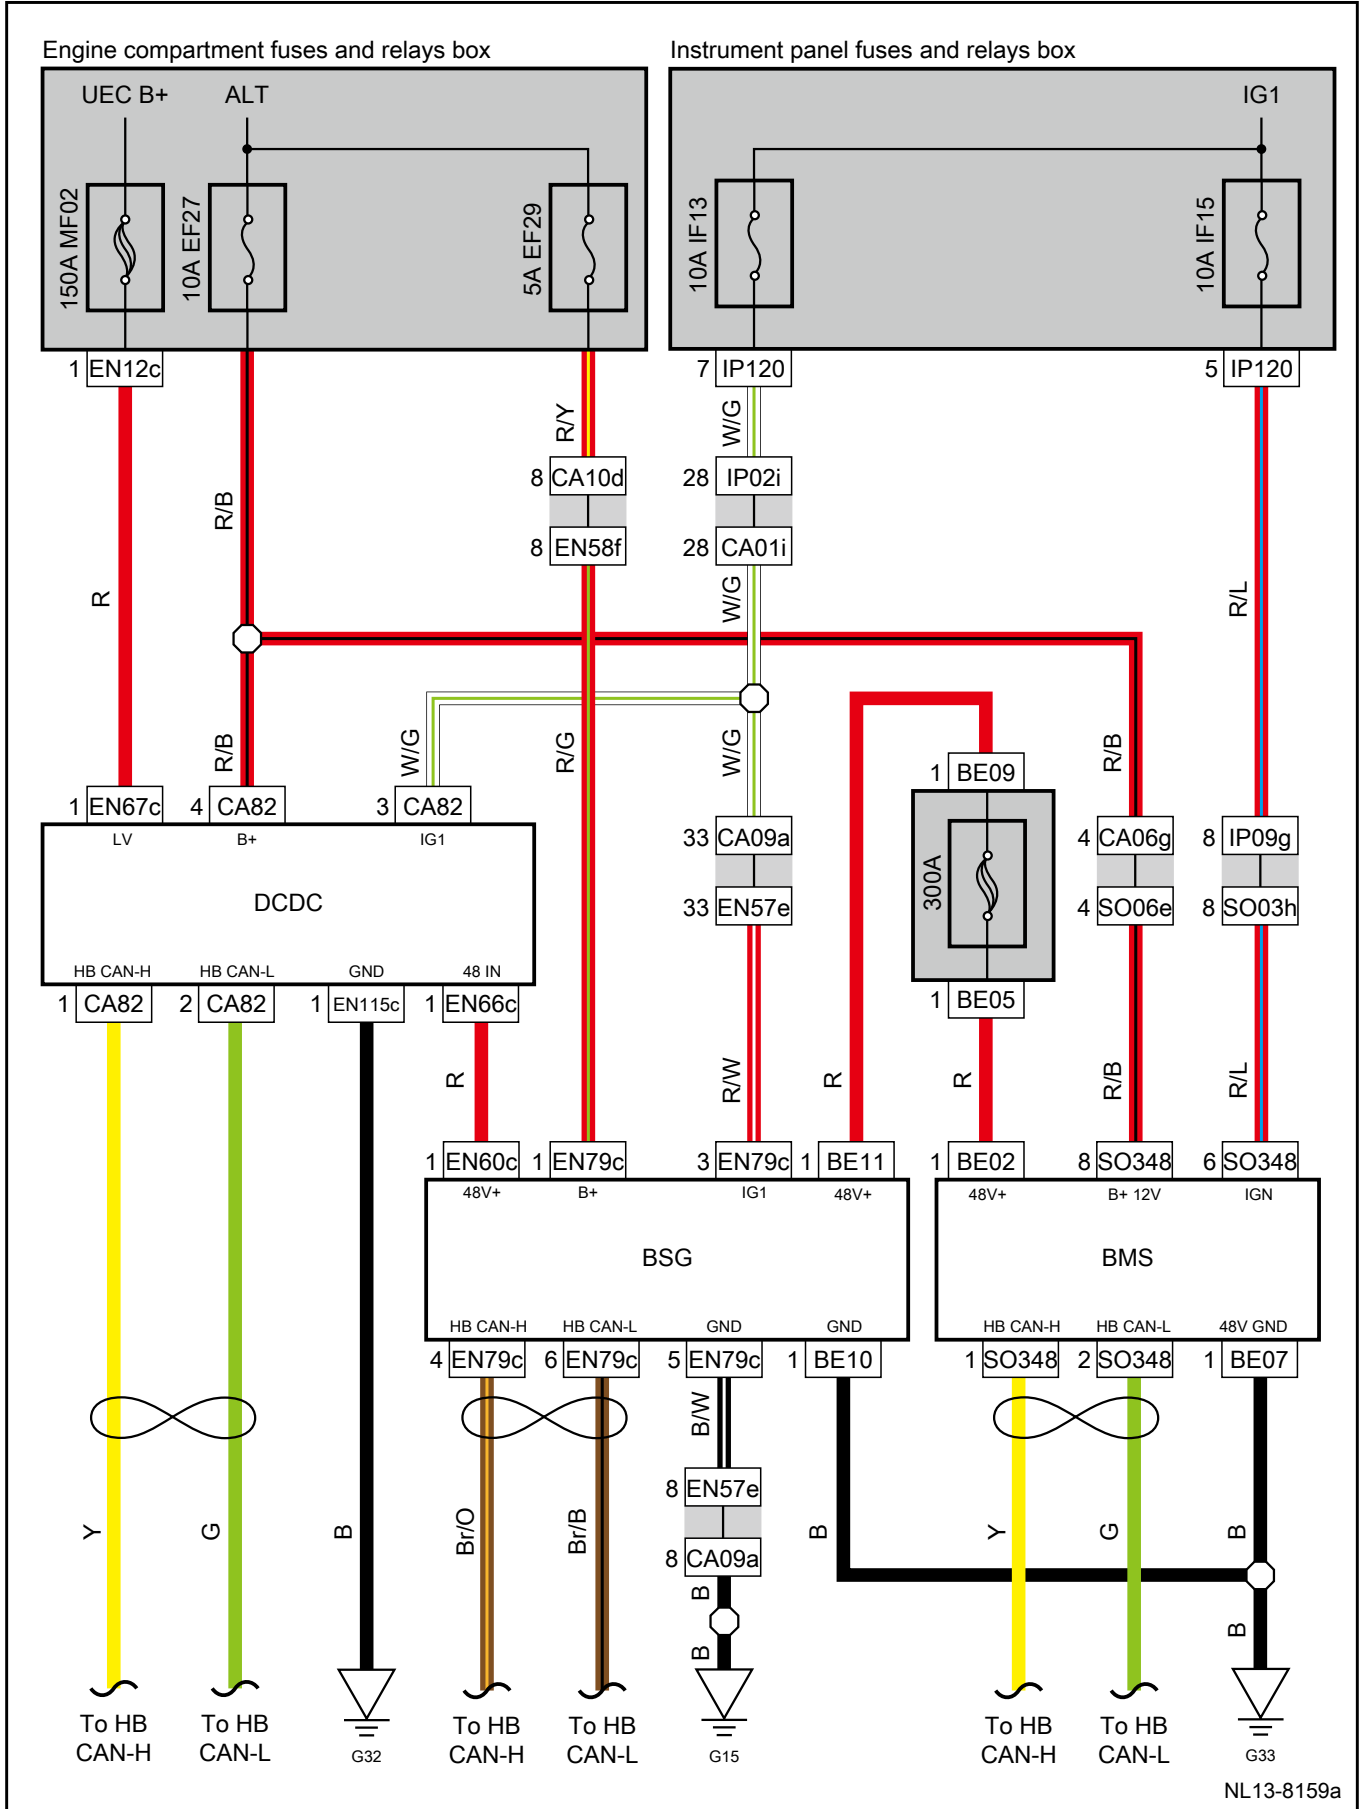 Engine compartment fuses and relays box
Instrument panel fuses and relays box
UEC B+
ALT
IG1
150A MF02
10A EF27
5A EF29
10A IF13
10A IF15
1 EN12c
7 IP120
5 IP120
R/Y
W/G
8 CA10d
28 IP02i
R/B
8 EN58f
28 CA01i
R
W/G
R/L
R/B
W/G
R/G
W/G
R/B
1 BE09
1 EN67c
4 CA82
3 CA82
LV
B+
IG1
33 CA09a
4 CA06g
8 IP09g
300A
DCDC
33 EN57e
4 SO06e
8 SO03h
HB CAN-H
HB CAN-L
GND
48 IN
1 CA82
2 CA82
1 EN115c
1 EN66c
1 BE05
R
R/W
R
R
R/B
R/L
1 EN60c
1 EN79c
3 EN79c
1 BE11
1 BE02
8 SO348
6 SO348
48V+
B+
IG1
48V+
48V+
B+ 12V
IGN
BSG
BMS
HB CAN-H
HB CAN-L
GND
GND
HB CAN-H
HB CAN-L
48V GND
4 EN79c
6 EN79c
5 EN79c
1 BE10
1 SO348
2 SO348
1 BE07
B/W
8 EN57e
Y
G
B
Br/O
Br/B
B
Y
G
B
8 CA09a
B
B
B
To HB
CAN-H
To HB
CAN-L
G32
To HB
CAN-H
To HB
CAN-L
G15
To HB
CAN-H
To HB
CAN-L
G33
NL13-8159a